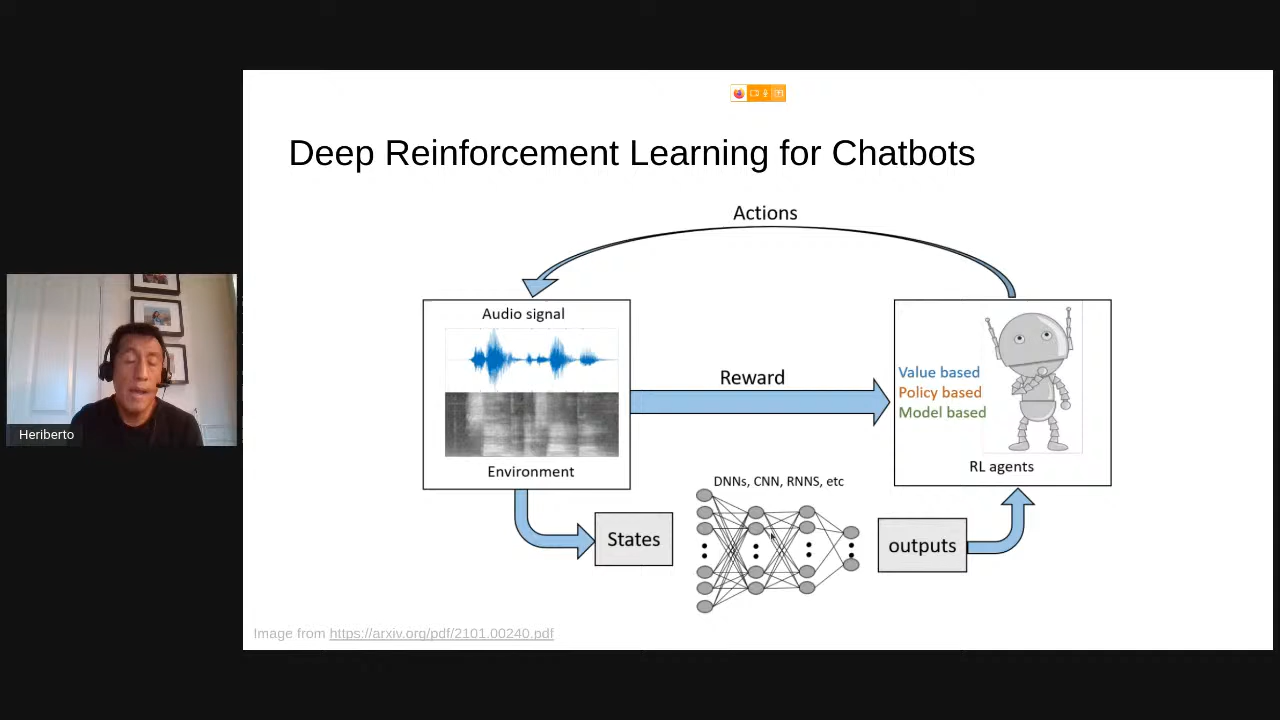 Deep Reinforcement Learning for Chatbots
Actions
Audio signal
Environment
Reward
Value based
Policy based
Model based
RL agents
DNNs, CNN, RNNS, etc
States
outputs
Heriberto
Image from https://arxiv.org/pdf/2101.00240.pdf